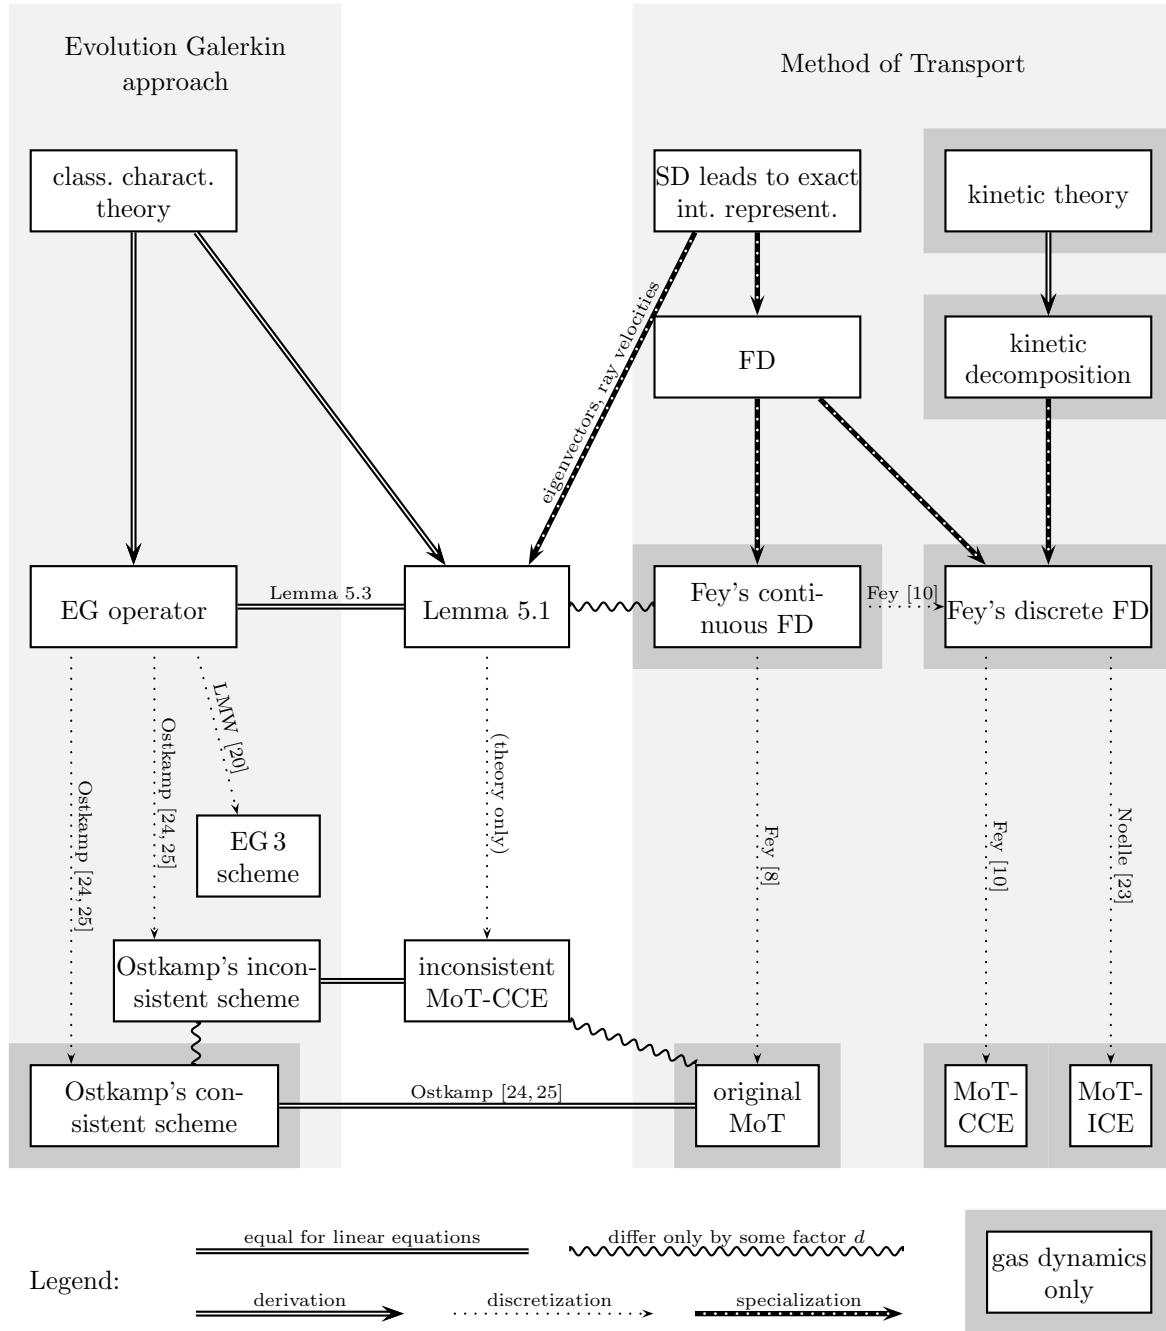 Evolution Galerkin
approach
Method of Transport
class. charact.
theory
SD leads to exact
int. represent.
kinetic theory
eigenvectors, ray velocities
FD
kinetic
decomposition
EG operator
Lemma 5.3
Lemma 5.1
Fey's conti-
nuous FD
Fey [10]
Fey's discrete FD
LMW [20]
Ostkamp [24, 25]
Ostkamp [24, 25]
(theory only)
Fey [8]
Fey [10]
Noelle [23]
EG 3
scheme
Ostkamp's incon-
sistent scheme
inconsistent
MoT-CCE
Ostkamp's con-
sistent scheme
Ostkamp [24, 25]
original
MoT
MoT-
CCE
MoT-
ICE
Legend:
equal for linear equations
differ only by some factor d
derivation
discretization
specialization
gas dynamics
only